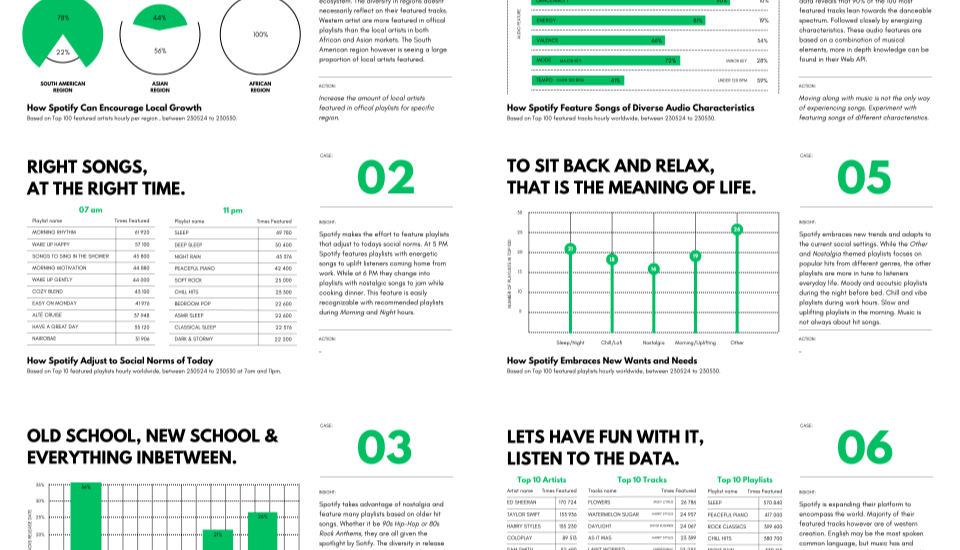 ecosystem. The diversity in regions doesn't
necessarily reflect on their featured tracks.
Western artist are more featured in offical
playlists than the local artists in both
African and Asian markets. The South
American region however is seeing a large
proportion of local artists featured.
ACTION:
Increase the amount of local artists
featured in offical playlists for specific
region.
78%
22%
44%
56%
100%
SOUTH AMERICAN
REGION
ASIAN
REGION
AFRICAN
REGION
How Spotify Can Encourage Local Growth
Based on Top 100 featured artists hourly per region , between 230524 to 230530.
AUDIO FEATURE
ENERGY 81% 19%
VALENCE 66% 34%
MODE MAJOR KEY 72% MINOR KEY 28%
TEMPO OVER 120 BPM 41% UNDER 120 BPM 59%
How Spotify Feature Songs of Diverse Audio Characteristics
Based on Top 100 featured tracks hourly worldwide, between 230524 to 230530.
featured tracks lean towards the danceable
spectrum. Followed closely by energizing
characteristics. These audio features are
based on a combination of musical
elements, more in depth knowledge can be
found in their Web API.
ACTION:
Moving along with music is not the only way
of experiencing songs. Experiment with
featuring songs of different characteristics.
RIGHT SONGS,
AT THE RIGHT TIME.
CASE:
02
07 am
Playlist name Times Featured
MORNING RHYTHM 61 920
WAKE UP HAPPY 57 100
SONGS TO SING IN THE SHOWER 45 800
MORNING MOTIVATION 44 880
WAKE UP GENTLY
COZY BLEND
EASY ON MONDAY 41 976
ALTÉ CRUISE 37 948
HAVE A GREAT DAY 35 120
NAIROBAE 31 906
11 pm
Playlist name Times Featured
SLEEP 69 700
DEEP SLEEP 50 400
NIGHT RAIN 45 576
PEACEFUL PIANO 42 400
SOFT ROCK 25 000
CHILL HITS 23 300
BEDROOM POP 22 600
ASMR SLEEP 22 600
CLASSICAL SLEEP 22 576
DARK & STORMY 22 200
How Spotify Adjust to Social Norms of Today
Based on Top 10 featured playlists hourly worldwide, between 230524 to 230530 at 7am and 11pm.
INSIGHT:
Spotify makes the effort to feature playlists
that adjust to todays social norms. At 5 PM
Spotify features playlists with energetic
songs to uplift listeners coming home from
work. While at 6 PM they change into
playlists with nostalgic songs to jam while
cooking dinner. This feature is easily
recognizable with recommended playlists
during Morning and Night hours.
ACTION:
-
TO SIT BACK AND RELAX,
THAT IS THE MEANING OF LIFE.
CASE:
05
NUMBER OF PLAYLISTS IN TOP 100
30
25
20
15
10
5
21
18
16
19
26
Sleep/Night
Chill/Lofi
Nostalgia
Morning/Uplifting
Other
How Spotify Embraces New Wants and Needs
Based on Top 100 featured playlists hourly worldwide, between 230524 to 230530.
INSIGHT:
Spotify embraces new trends and adapts to
the current social settings. While the Other
and Nostalgia themed playlists focuses on
popular hits from different genres, the other
playlists are more in tune to listeners
everyday life. Moody and acoutsic playlists
during the night before bed. Chill and vibe
playlists during work hours. Slow and
uplifting playlists in the morning. Music is
not always about hit songs.
ACTION:
-
OLD SCHOOL, NEW SCHOOL &
EVERYTHING INBETWEEN.
CASE:
03
35%
30%
25%
20%
INSIGHT:
Spotify takes advantage of nostalgia and
feature many playlists based on older hit
songs. Whether it be 90s Hip-Hop or 80s
Rock Anthems, they are all given the
spotlight by Sotify. The diversity in release
LETS HAVE FUN WITH IT,
LISTEN TO THE DATA.
CASE:
06
Top 10 Artists
Artist name Times Featured
ED SHEERAN 170 724
TAYLOR SWIFT 155 936
HARRY STYLES 155 250
COLDPLAY 89 515
SAM SMITH
Top 10 Tracks
Tracks name Times Featured
FLOWERS MILEY CYRUS 26 786
WATERMELON SUGAR HARRY STYLES 24 957
DAYLIGHT DAVID KUSHNER 24 067
AS IT WAS HARRY STYLES 23 389
Top 10 Playlists
Playlist name Times Featured
SLEEP 570 840
PEACEFUL PIANO 417 000
ROCK CLASSICS 399 600
CHILL HITS 380 700
INSIGHT:
Spotify is expanding their platform to
encompass the world. Majority of their
featured tracks however are of western
creation. English may be the most spoken
common language, but music has and